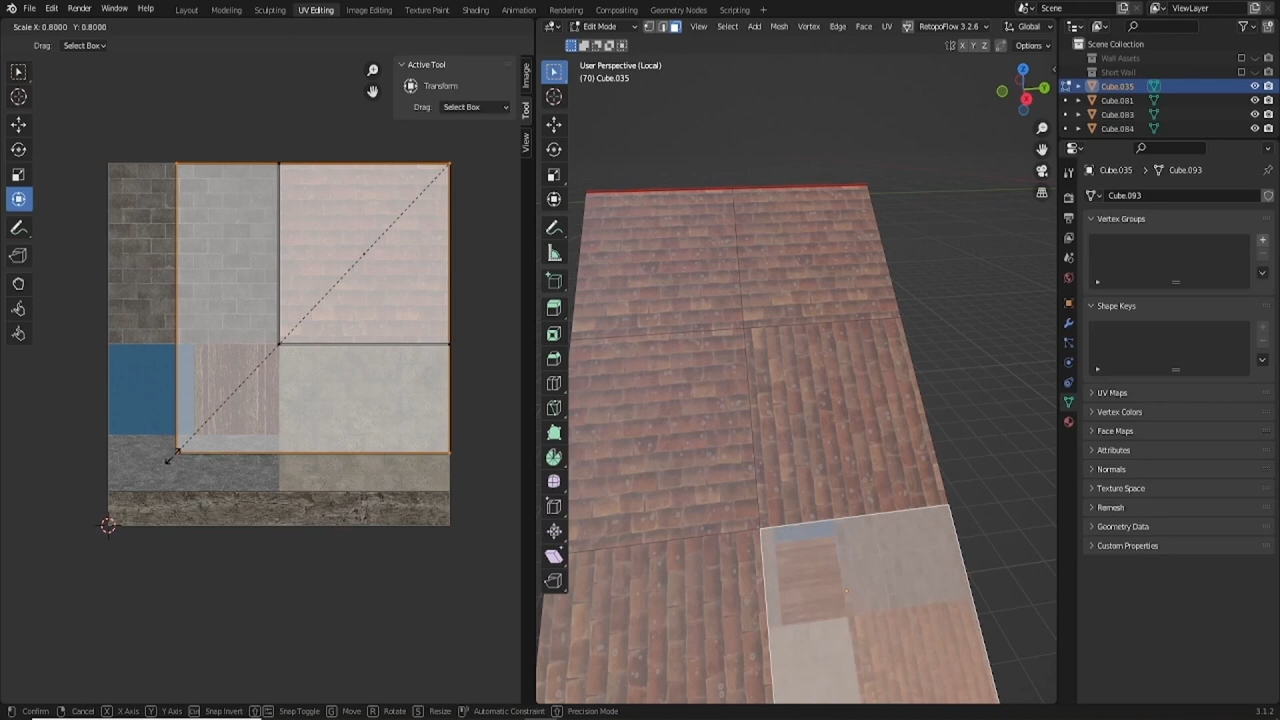 File Edit Render Window Help Layout Modeling Sculpting UV Editing Image Editing Texture Paint Shading Animation Rendering Compositing Geometry Nodes Scripting + Scene ViewLayer
Scale X: 0.8000 Y: 0.8000
Edit Mode View Select Add Mesh Vertex Edge Face UV RetopoFlow 3.2.6 Global
Drag: Select Box
X Y Z Options
Scene Collection
Wall Assets
Short Wall
Cube.035
Cube.081
Cube.083
Cube.084
Active Tool
Transform
Drag: Select Box
Image
Tool
View
User Perspective (Local)
(70) Cube.035
Z
Y
X
Cube.035 Cube.093
Cube.093
Vertex Groups
Shape Keys
UV Maps
Vertex Colors
Face Maps
Attributes
Normals
Texture Space
Remesh
Geometry Data
Custom Properties
Confirm Cancel X X Axis Y Y Axis Ctrl Snap Invert Snap Toggle G Move R Rotate S Resize Automatic Constraint Precision Mode 3.1.2